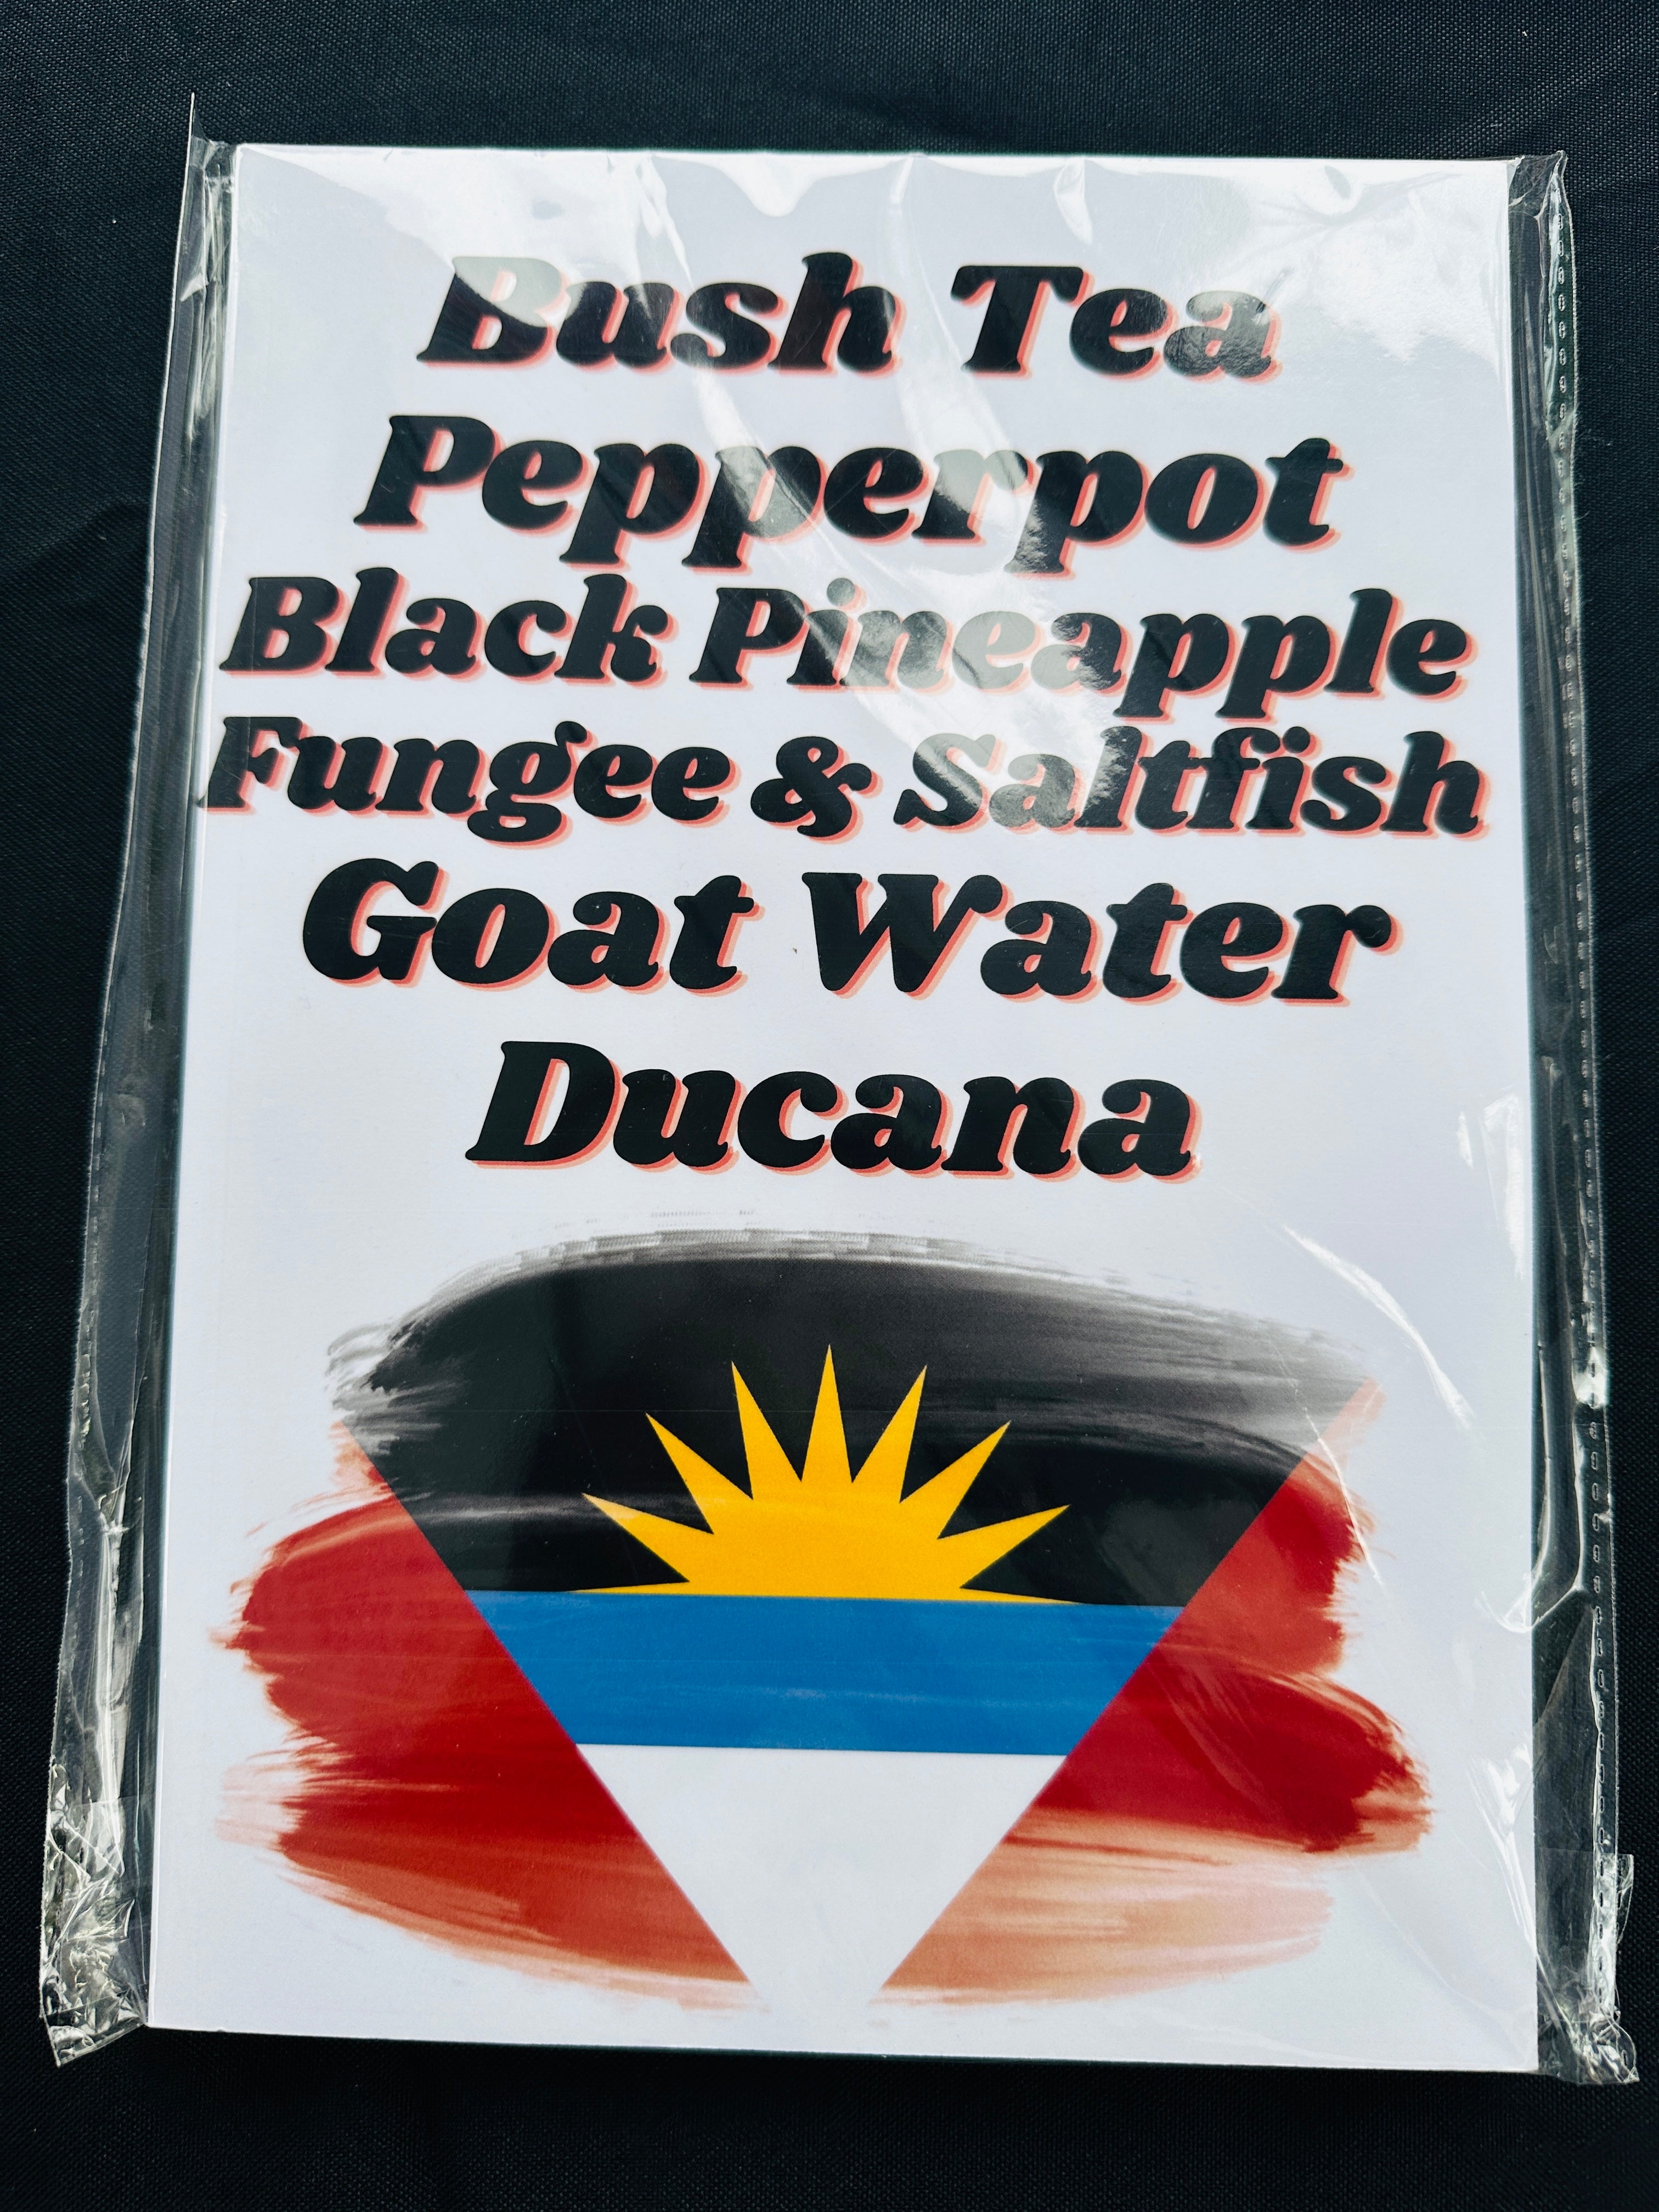 Bush Tea
Pepperpot
Black Pineapple
Fungee & Saltfish
Goat Water
Ducana